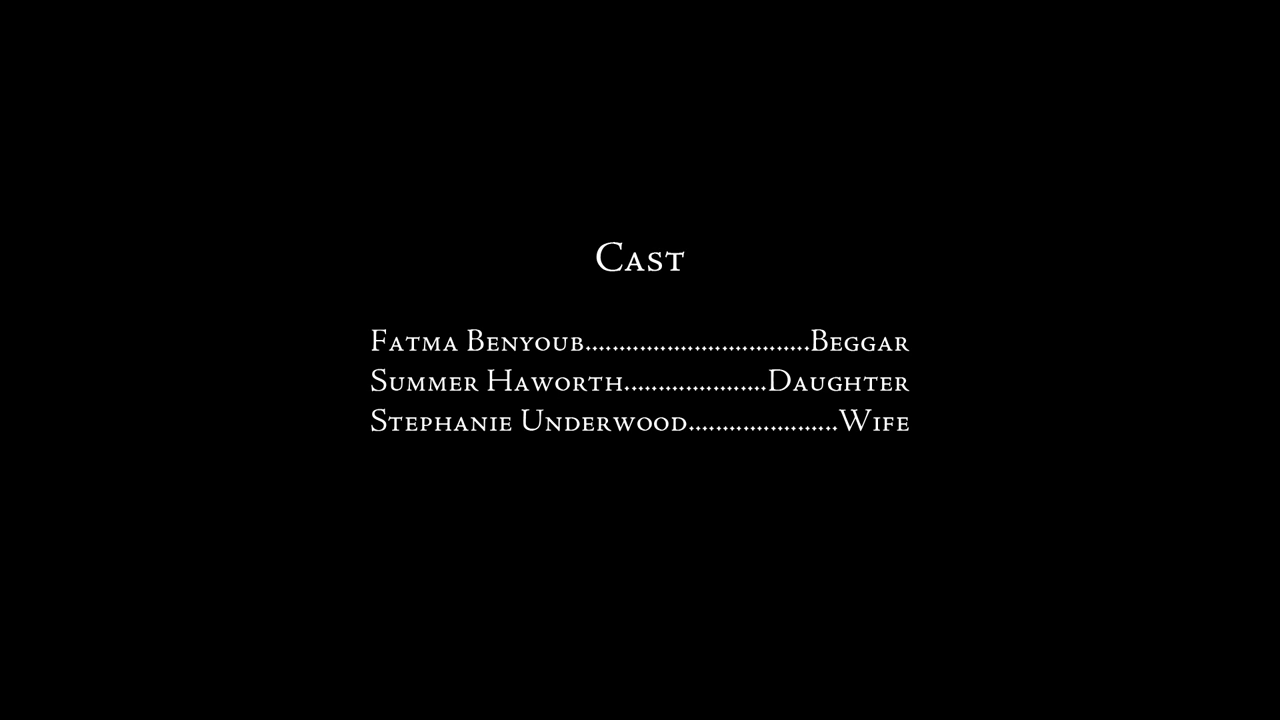 Cast
Fatma Benyoub.................................Beggar
Summer Haworth.....................Daughter
Stephanie Underwood......................Wife